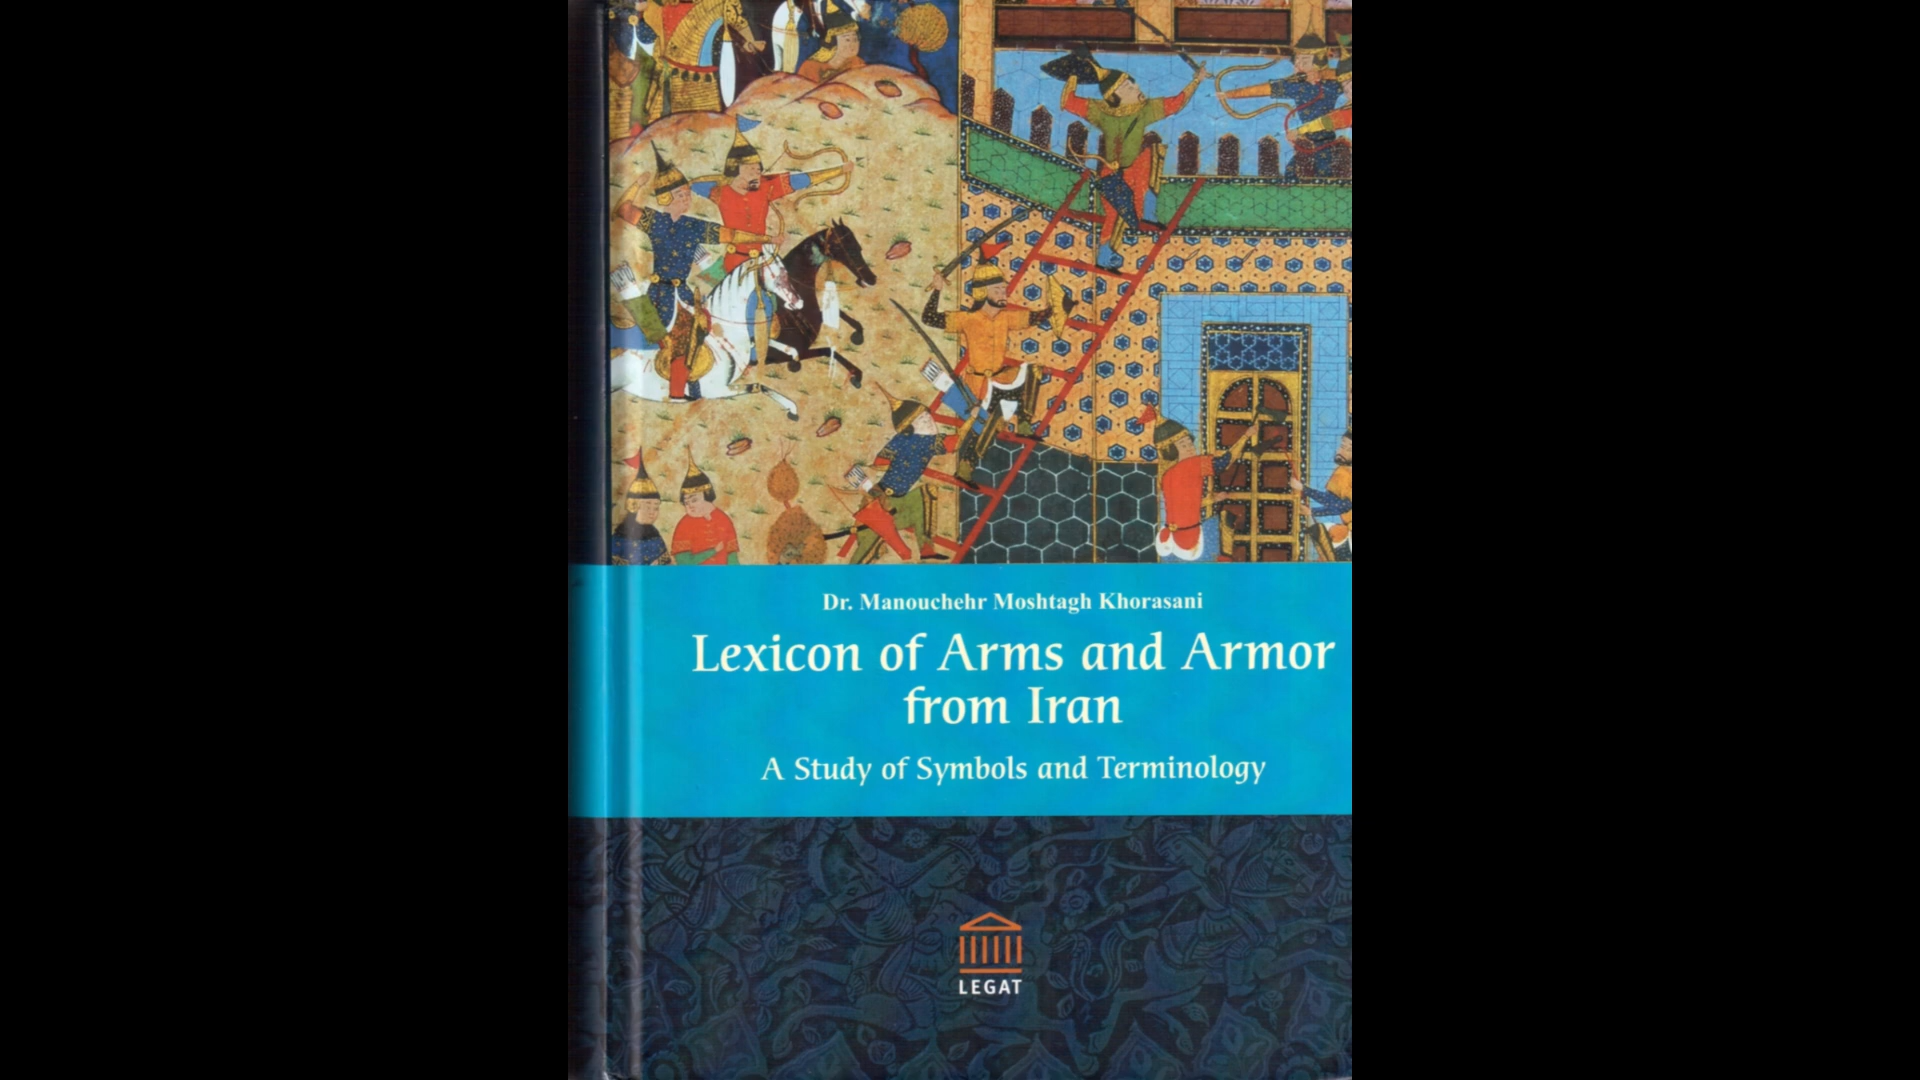 Dr. Manouchehr Moshtagh Khorasani
Lexicon of Arms and Armor
from Iran
A Study of Symbols and Terminology
LEGAT